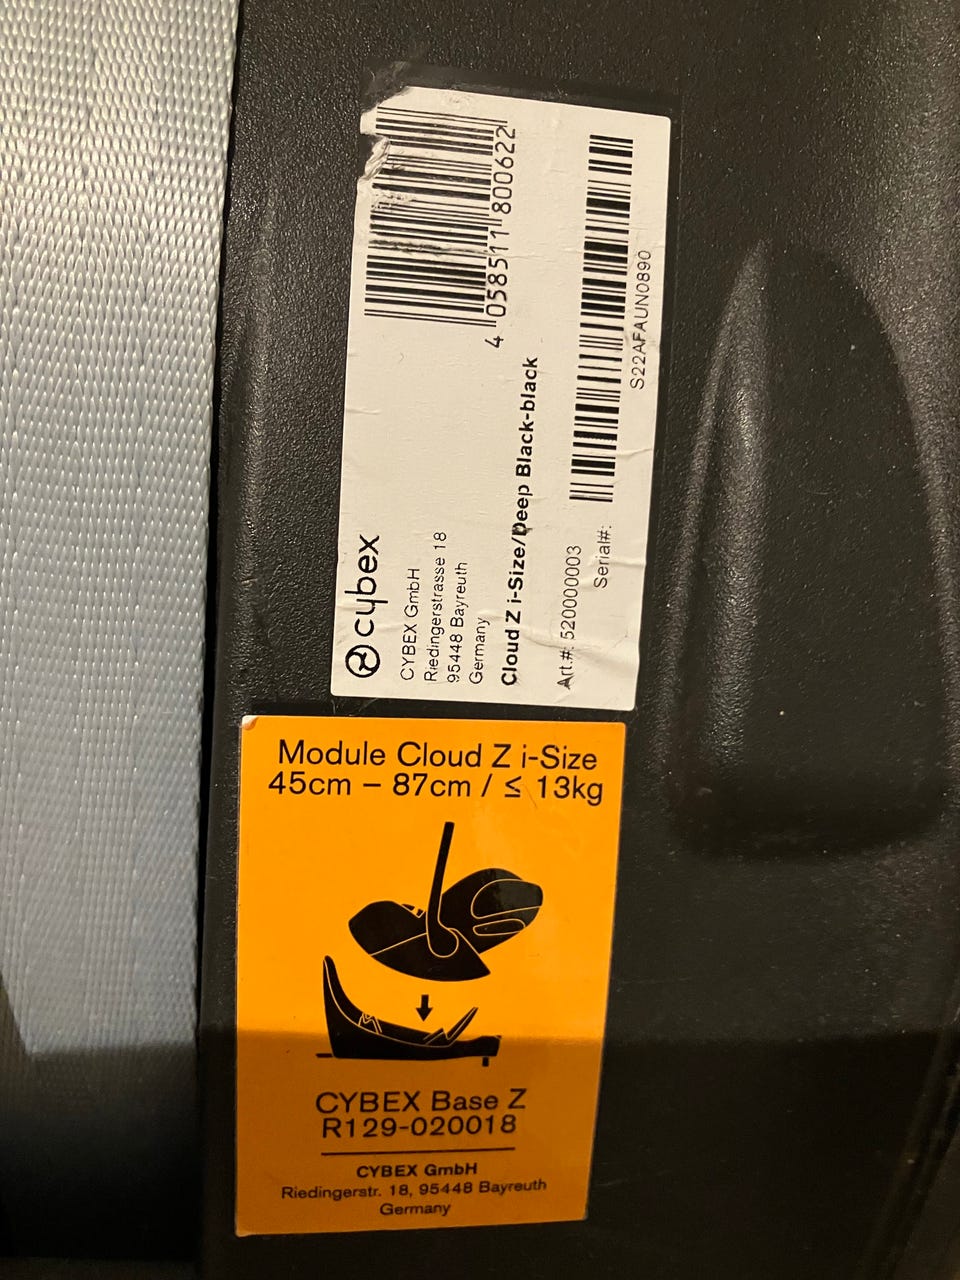 cybex
CYBEX GmbH
Riedingerstrasse 18
95448 Bayreuth
Germany
4 058511 800622
Cloud Z i-Size/Deep Black-black
Art.#: 520000003
Serial#:
S22AFAUN0890
Module Cloud Z i-Size
45cm – 87cm / ≤ 13kg
CYBEX Base Z
R129-020018
CYBEX GmbH
Riedingerstr. 18, 95448 Bayreuth
Germany